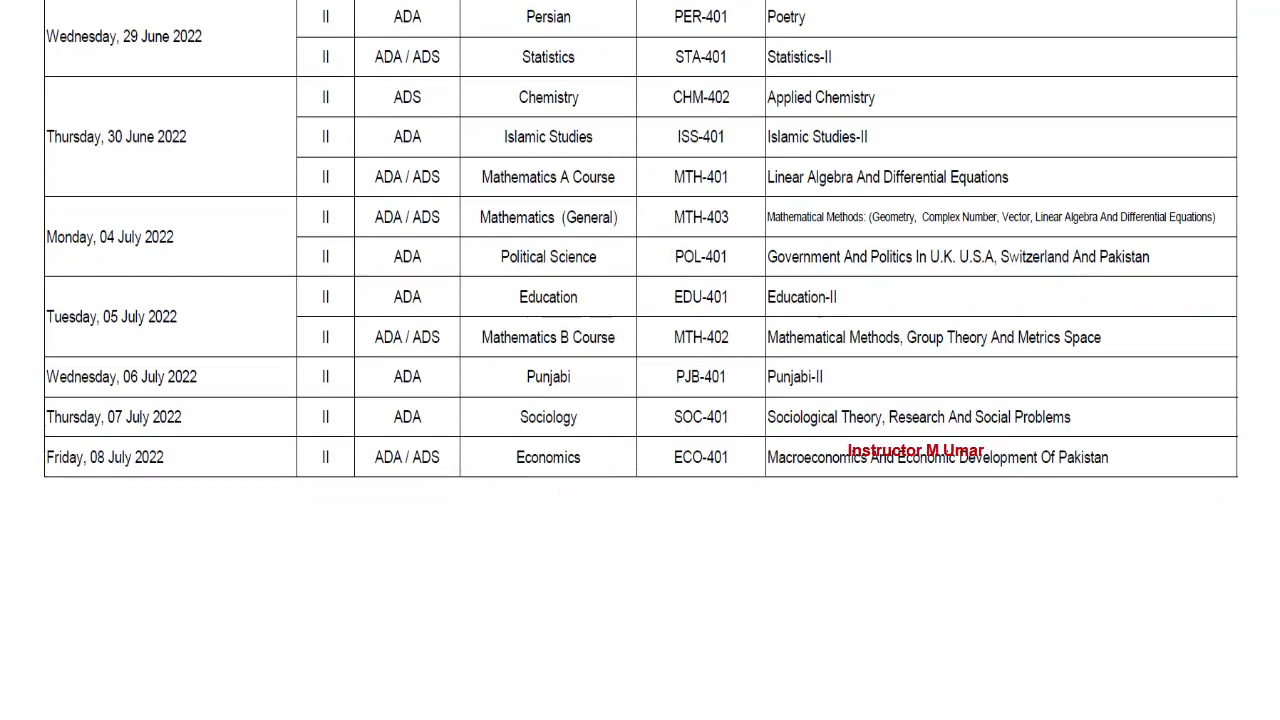 Wednesday, 29 June 2022
II ADA Persian PER-401 Poetry
II ADA / ADS Statistics STA-401 Statistics-II
Thursday, 30 June 2022
II ADS Chemistry CHM-402 Applied Chemistry
II ADA Islamic Studies ISS-401 Islamic Studies-II
II ADA / ADS Mathematics A Course MTH-401 Linear Algebra And Differential Equations
Monday, 04 July 2022
II ADA / ADS Mathematics (General) MTH-403 Mathematical Methods: (Geometry, Complex Number, Vector, Linear Algebra And Differential Equations)
II ADA Political Science POL-401 Government And Politics In U.K. U.S.A, Switzerland And Pakistan
Tuesday, 05 July 2022
II ADA Education EDU-401 Education-II
II ADA / ADS Mathematics B Course MTH-402 Mathematical Methods, Group Theory And Metrics Space
Wednesday, 06 July 2022 II ADA Punjabi PJB-401 Punjabi-II
Thursday, 07 July 2022 II ADA Sociology SOC-401 Sociological Theory, Research And Social Problems
Instructor M Umar
Friday, 08 July 2022 II ADA / ADS Economics ECO-401 Macroeconomics And Economic Development Of Pakistan